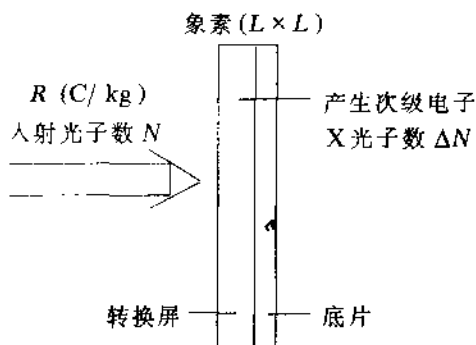 象素(L × L)
R (C/kg)
入射光子数 N
产生次级电子
X光子数 ΔN
转换屏
底片